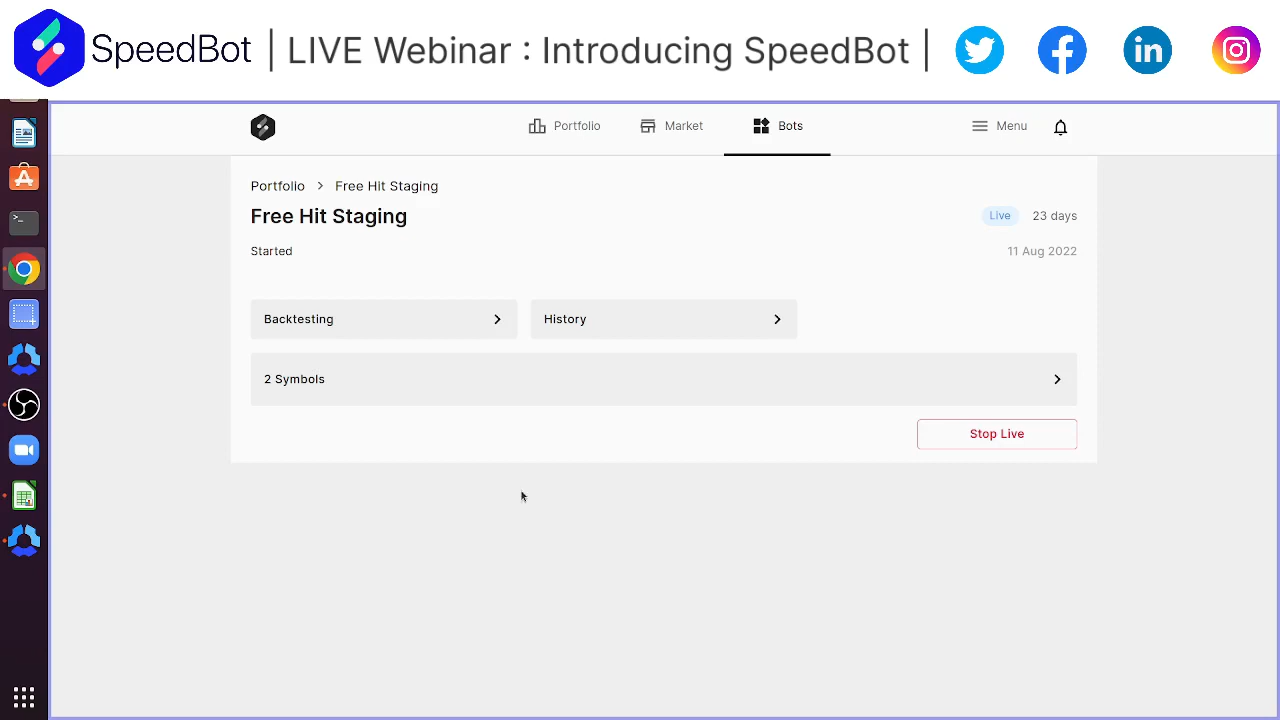 SpeedBot | LIVE Webinar : Introducing SpeedBot |
Portfolio Market Bots Menu
Portfolio > Free Hit Staging
Free Hit Staging Live 23 days
Started 11 Aug 2022
Backtesting History
2 Symbols
Stop Live